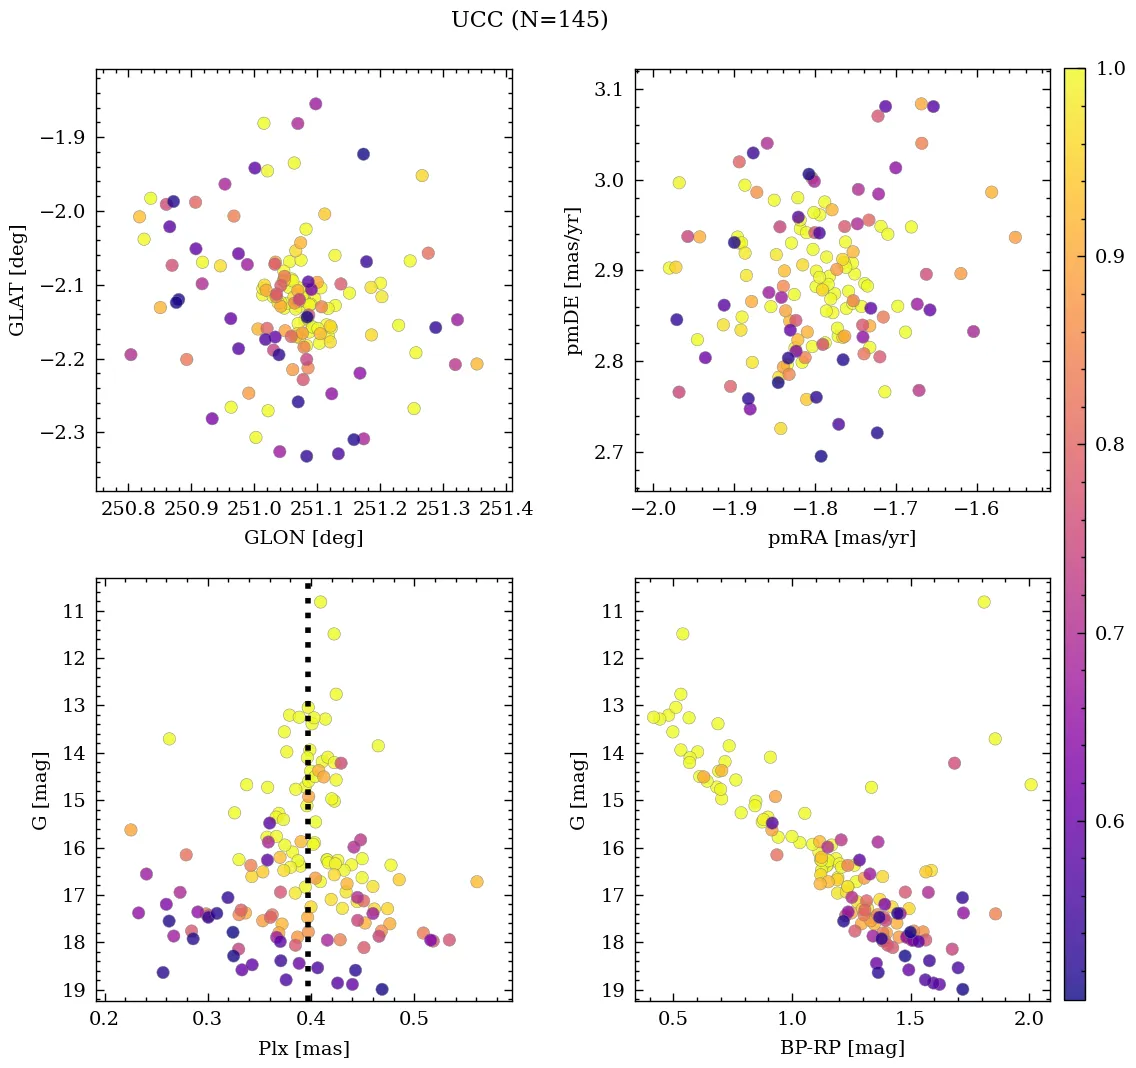 UCC (N=145)
−1.9
−2.0
−2.1
−2.2
−2.3
GLAT [deg]
250.8 250.9 251.0 251.1 251.2 251.3 251.4
GLON [deg]
3.1
3.0
2.9
2.8
2.7
pmDE [mas/yr]
−2.0 −1.9 −1.8 −1.7 −1.6
pmRA [mas/yr]
11
12
13
14
15
16
17
18
19
G [mag]
0.2 0.3 0.4 0.5
Plx [mas]
11
12
13
14
15
16
17
18
19
G [mag]
0.5 1.0 1.5 2.0
BP-RP [mag]
1.0
0.9
0.8
0.7
0.6